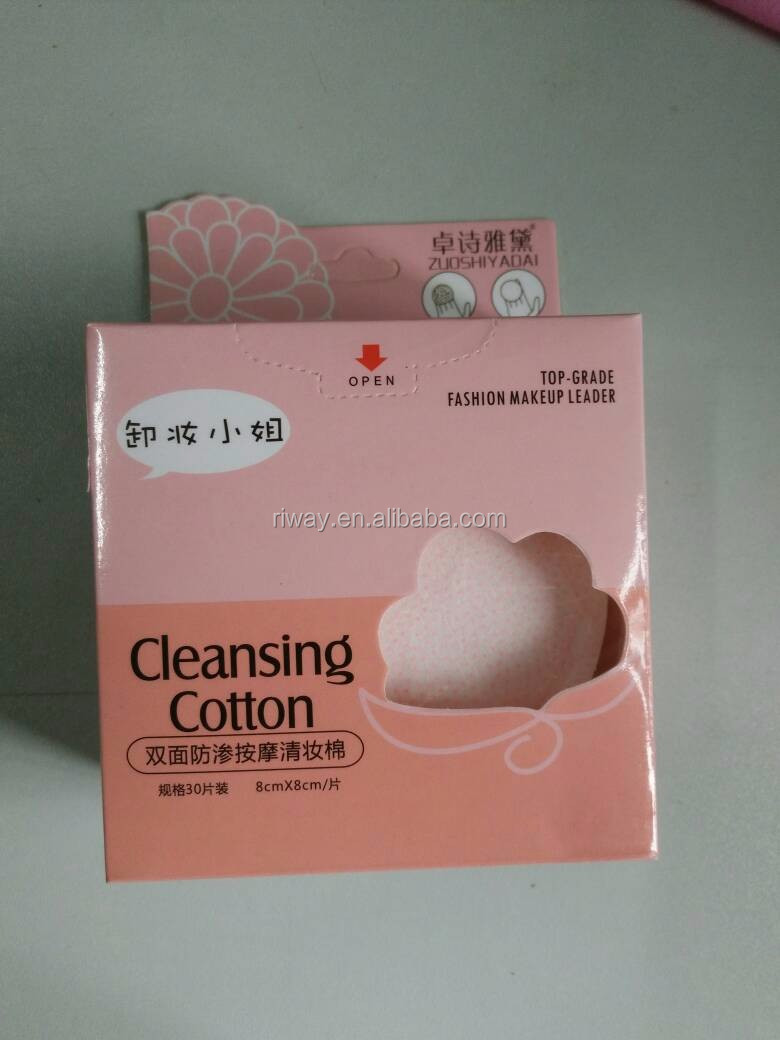 卓诗雅黛®
ZUOSHIYADAI
OPEN
TOP-GRADE
FASHION MAKEUP LEADER
卸妆小姐
riway.en.alibaba.com
Cleansing
Cotton
双面防渗按摩清妆棉
规格30片装 8cmX8cm/片